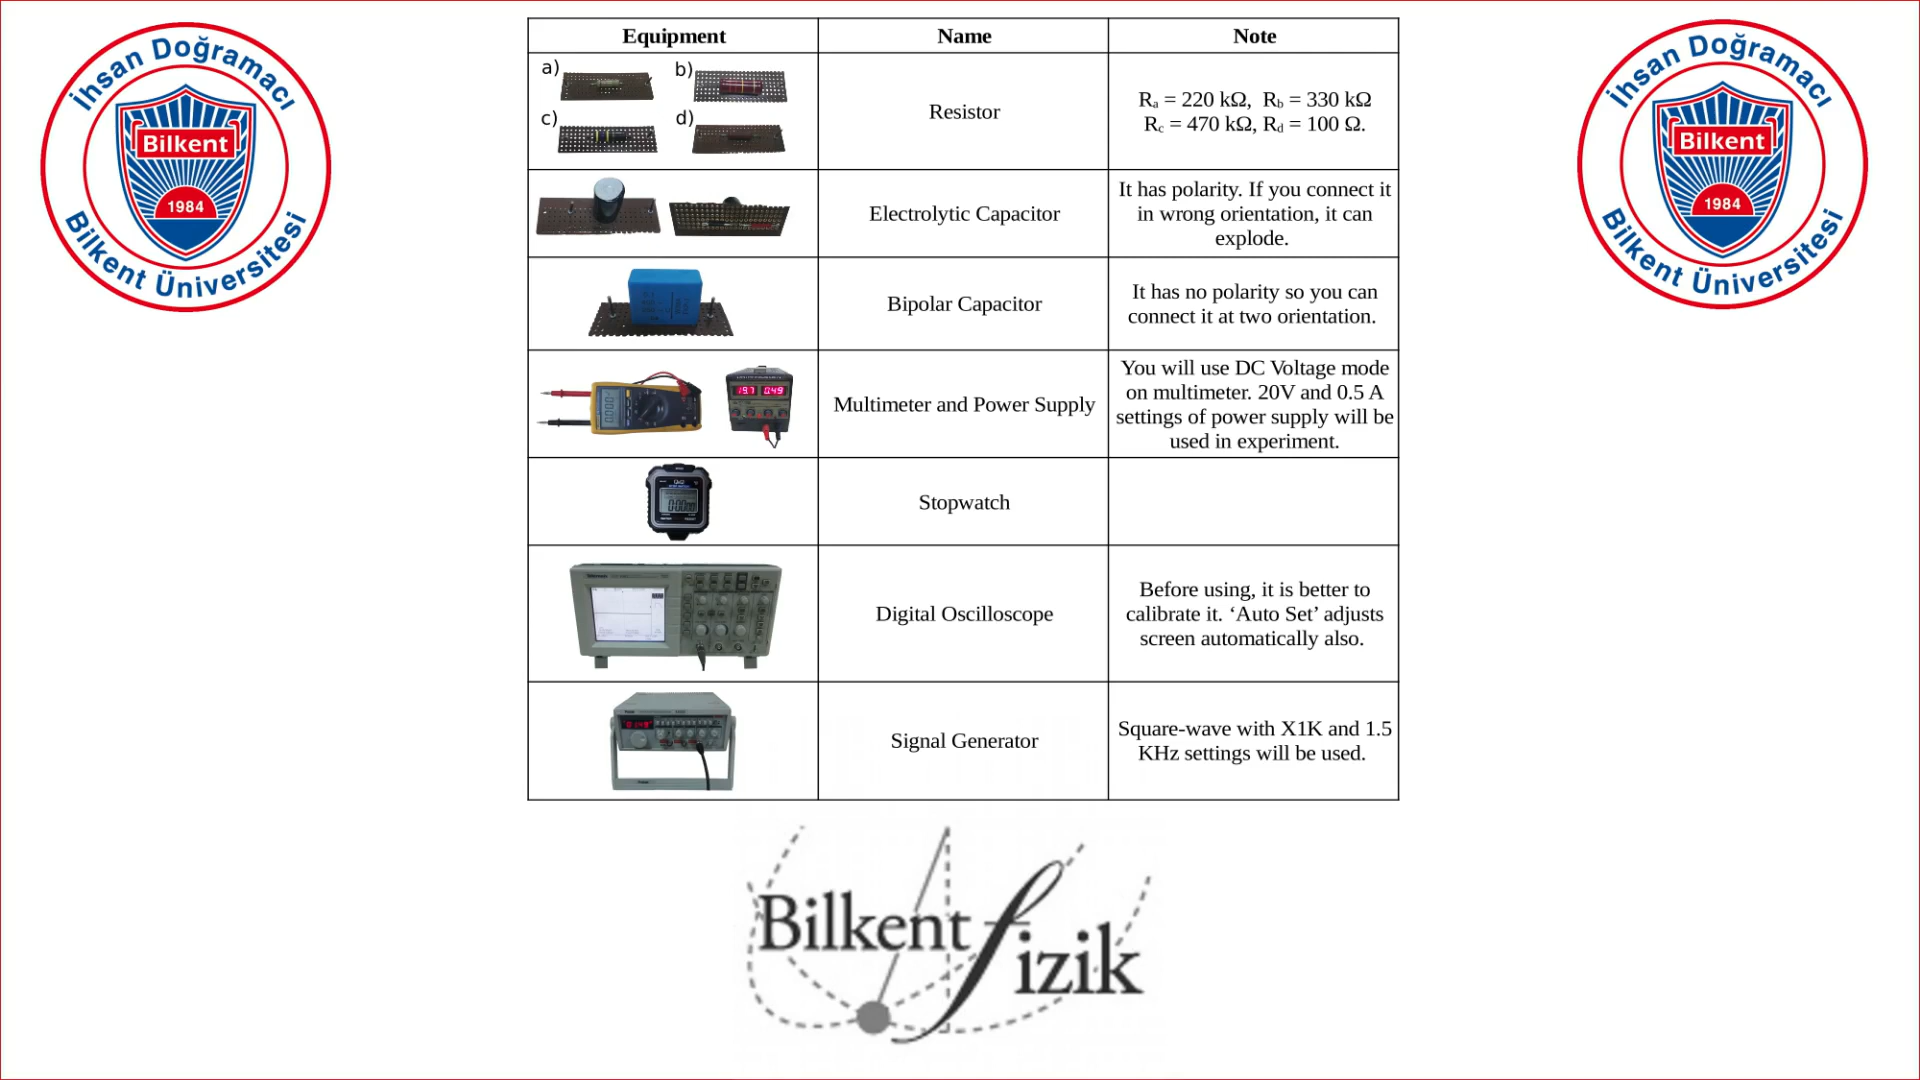 İhsan Doğramacı
Bilkent
1984
Bilkent Üniversitesi
Equipment Name Note
a) b)
c) d)
Resistor
Rₐ = 220 kΩ, R_b = 330 kΩ
R_c = 470 kΩ, R_d = 100 Ω.
Electrolytic Capacitor
It has polarity. If you connect it
in wrong orientation, it can
explode.
Bipolar Capacitor
It has no polarity so you can
connect it at two orientation.
19.7 0.49
Multimeter and Power Supply
You will use DC Voltage mode
on multimeter. 20V and 0.5 A
settings of power supply will be
used in experiment.
Stopwatch
Digital Oscilloscope
Before using, it is better to
calibrate it. ‘Auto Set’ adjusts
screen automatically also.
Signal Generator
Square-wave with X1K and 1.5
KHz settings will be used.
İhsan Doğramacı
Bilkent
1984
Bilkent Üniversitesi
Bilkent fizik